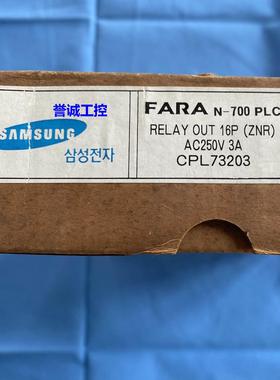 誉诚工控
SAMSUNG
삼성전자
FARA N-700 PLC
RELAY OUT 16P (ZNR)
AC250V 3A
CPL73203